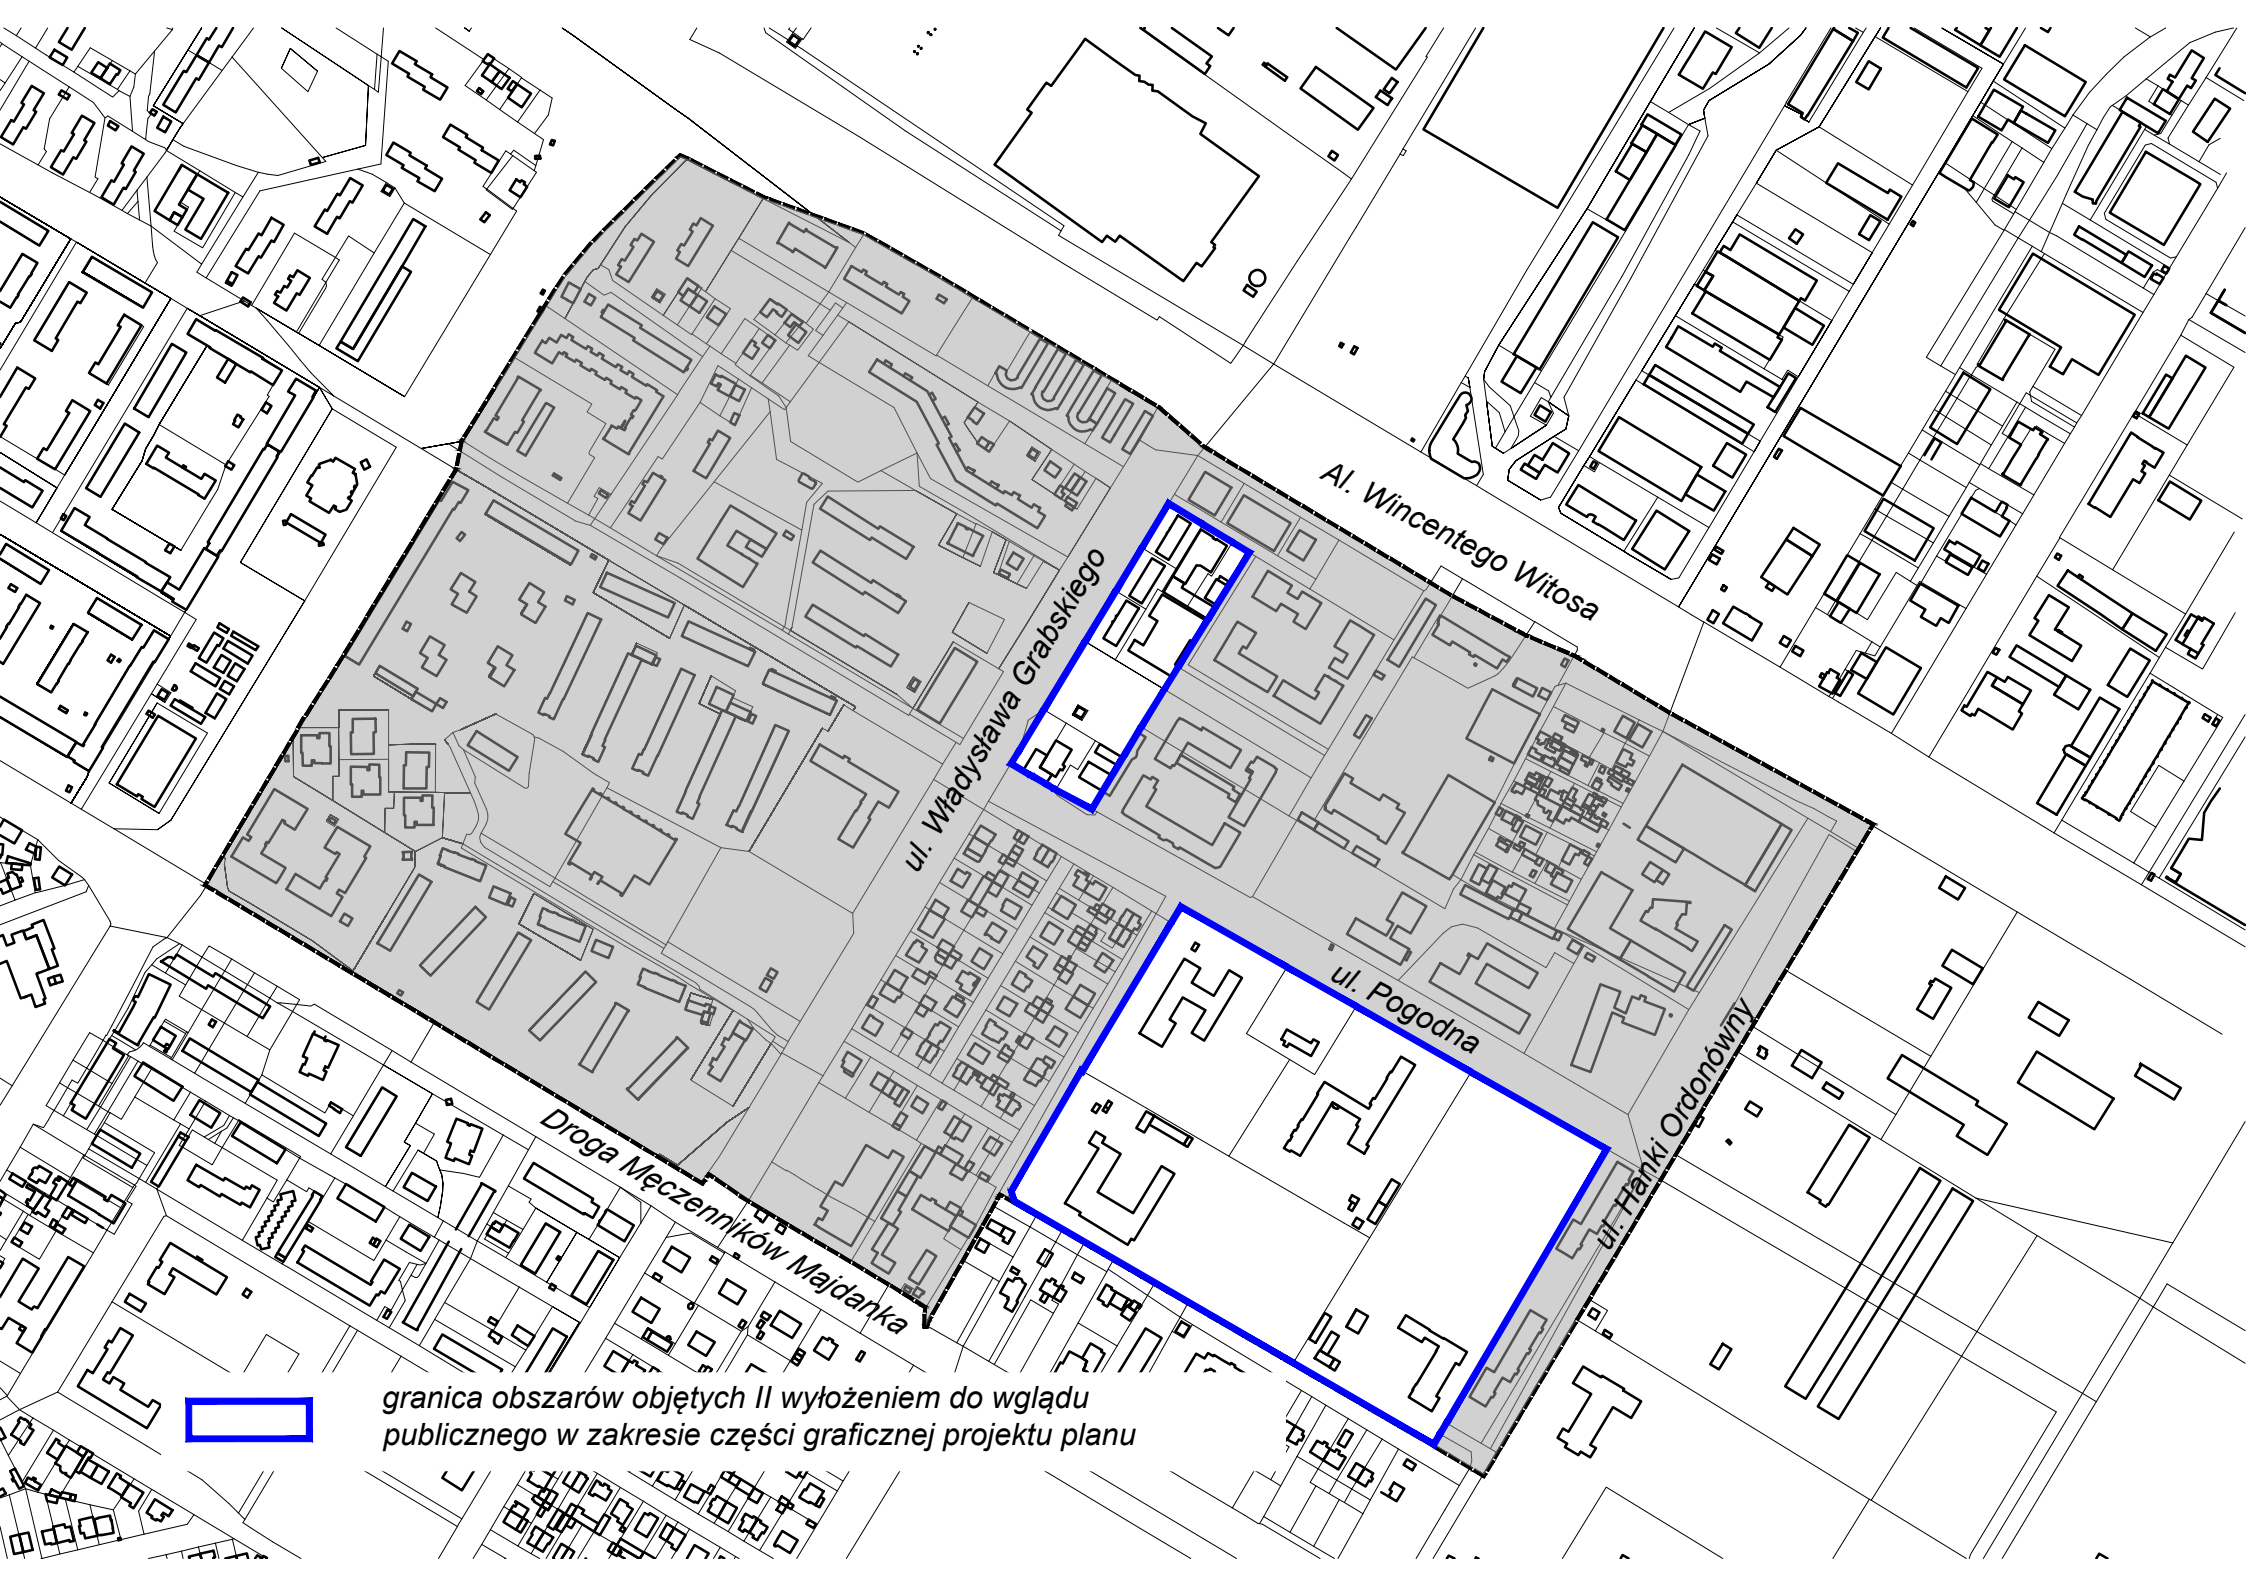 Al. Wincentego Witosa
ul. Władysława Grabskiego
ul. Pogodna
ul. Hanki Ordonówny
Droga Męczenników Majdanka
granica obszarów objętych II wyłożeniem do wglądu
publicznego w zakresie części graficznej projektu planu